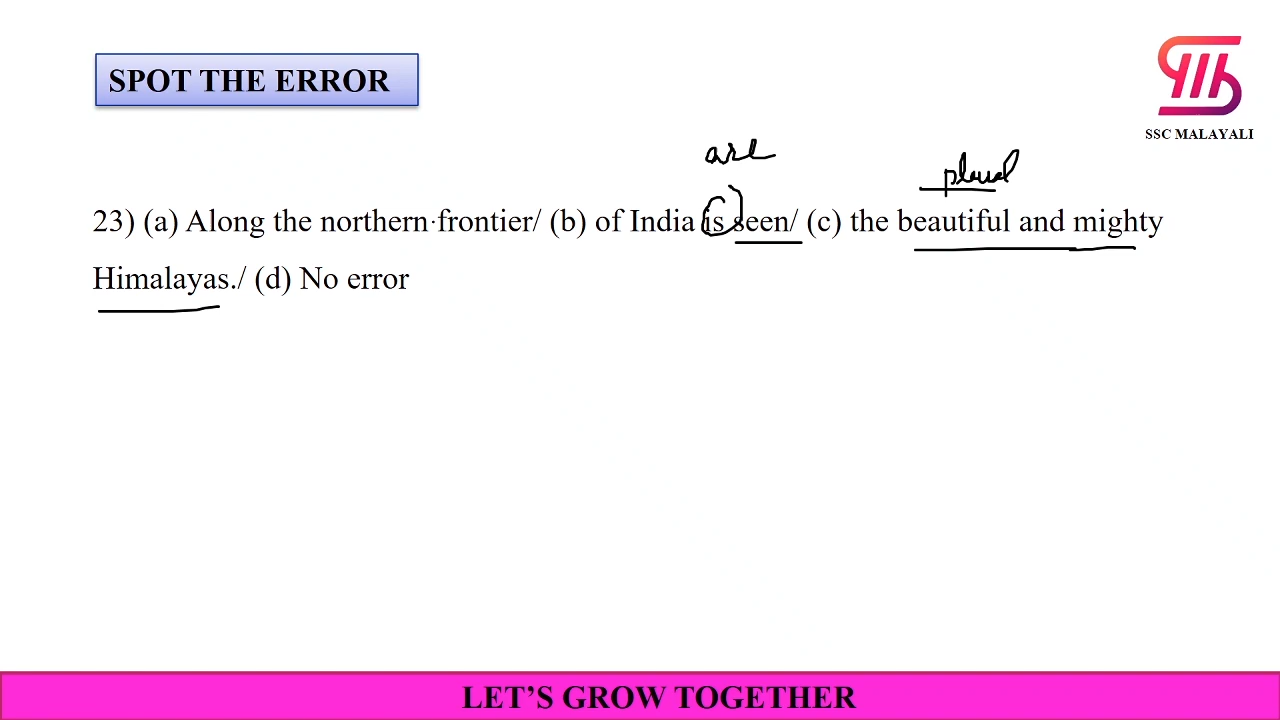 SPOT THE ERROR
SSC MALAYALI
are
plural
23) (a) Along the northern frontier/ (b) of India is seen/ (c) the beautiful and mighty
Himalayas./ (d) No error
LET'S GROW TOGETHER